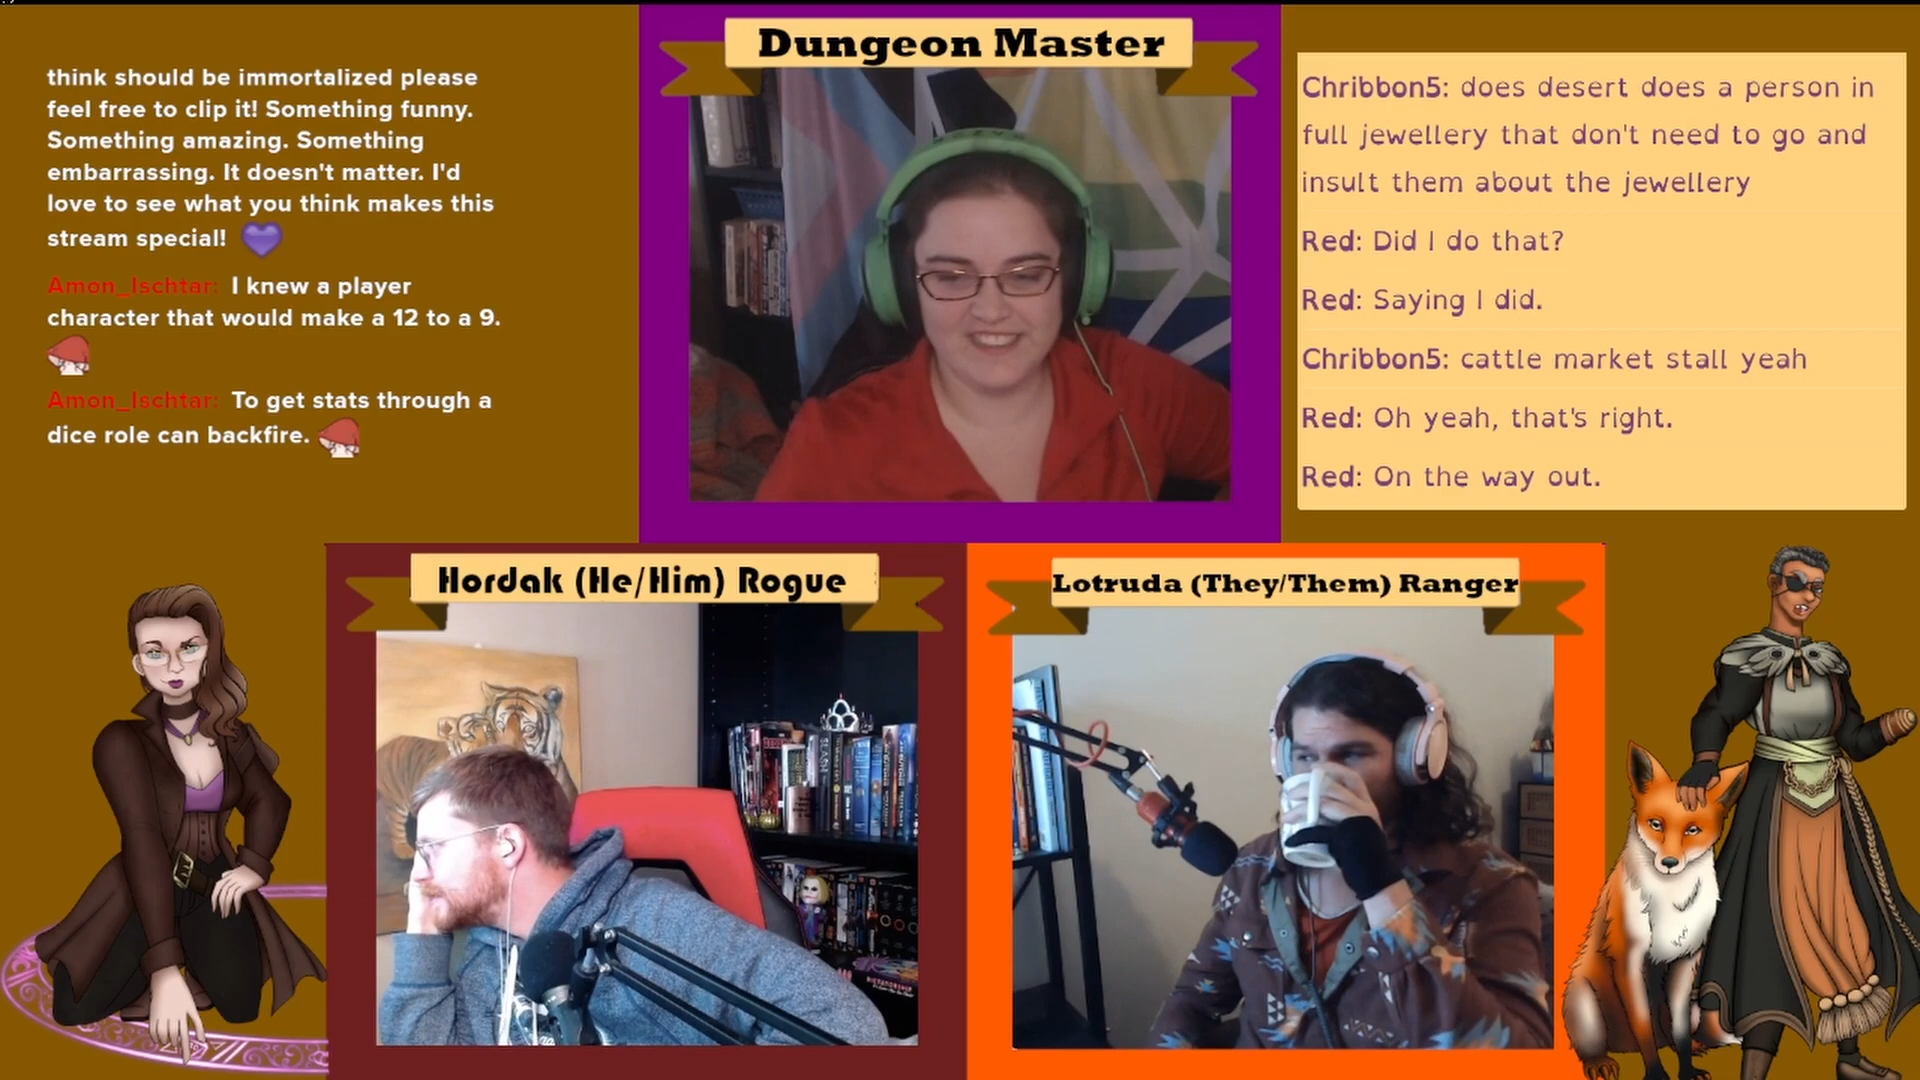 think should be immortalized please
feel free to clip it! Something funny.
Something amazing. Something
embarrassing. It doesn't matter. I'd
love to see what you think makes this
stream special!
Amon_Ischtar: I knew a player
character that would make a 12 to a 9.
Amon_Ischtar: To get stats through a
dice role can backfire.
Dungeon Master
Chribbon5: does desert does a person in
full jewellery that don't need to go and
insult them about the jewellery
Red: Did I do that?
Red: Saying I did.
Chribbon5: cattle market stall yeah
Red: Oh yeah, that's right.
Red: On the way out.
Hordak (He/Him) Rogue
Lotruda (They/Them) Ranger